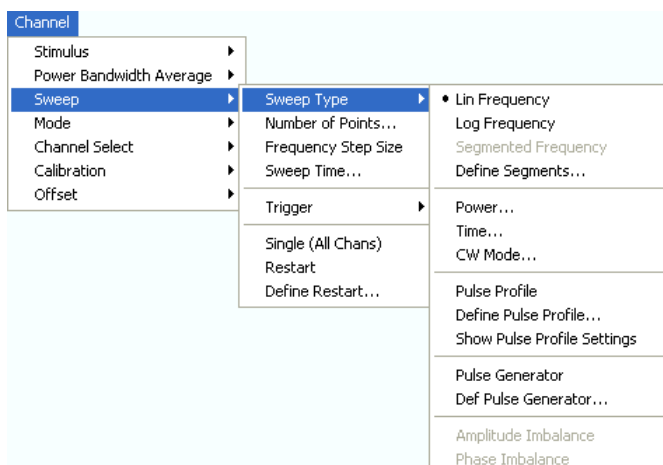 Channel
Stimulus
Power Bandwidth Average
Sweep
Mode
Channel Select
Calibration
Offset
Sweep Type
Number of Points...
Frequency Step Size
Sweep Time...
Trigger
Single (All Chans)
Restart
Define Restart...
Lin Frequency
Log Frequency
Segmented Frequency
Define Segments...
Power...
Time...
CW Mode...
Pulse Profile
Define Pulse Profile...
Show Pulse Profile Settings
Pulse Generator
Def Pulse Generator...
Amplitude Imbalance
Phase Imbalance